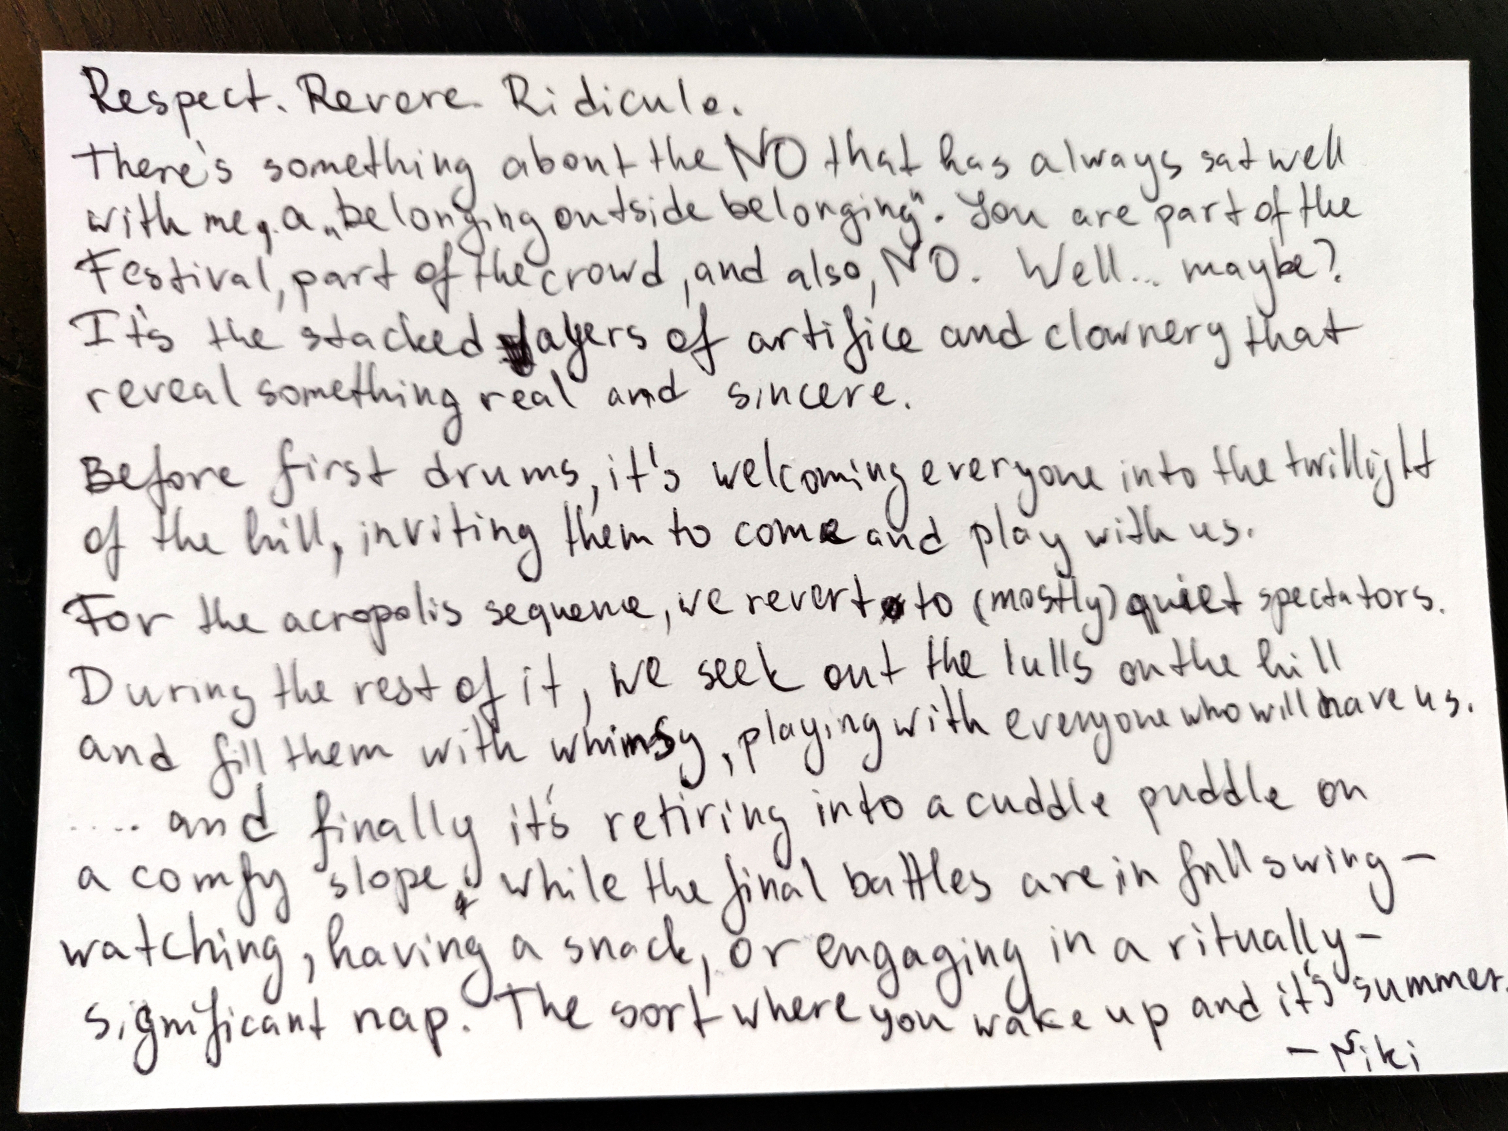 Respect. Revere. Ridicule.
There's something about the NO that has always sat well
with me, a „belonging outside belonging". You are part of the
Festival, part of the crowd, and also, NO. Well... maybe?
It's the stacked layers of artifice and clownery that
reveal something real and sincere.
Before first drums, it's welcoming everyone into the twillight
of the hill, inviting them to come and play with us.
For the acropolis sequence, we revert to (mostly) quiet spectators.
During the rest of it, we seek out the lulls on the hill
and fill them with whimsy, playing with everyone who will have us.
.... and finally it's retiring into a cuddle puddle on
a comfy slope, while the final battles are in full swing –
watching, having a snack, or engaging in a ritually-
significant nap. The sort where you wake up and it's summer.
– Niki